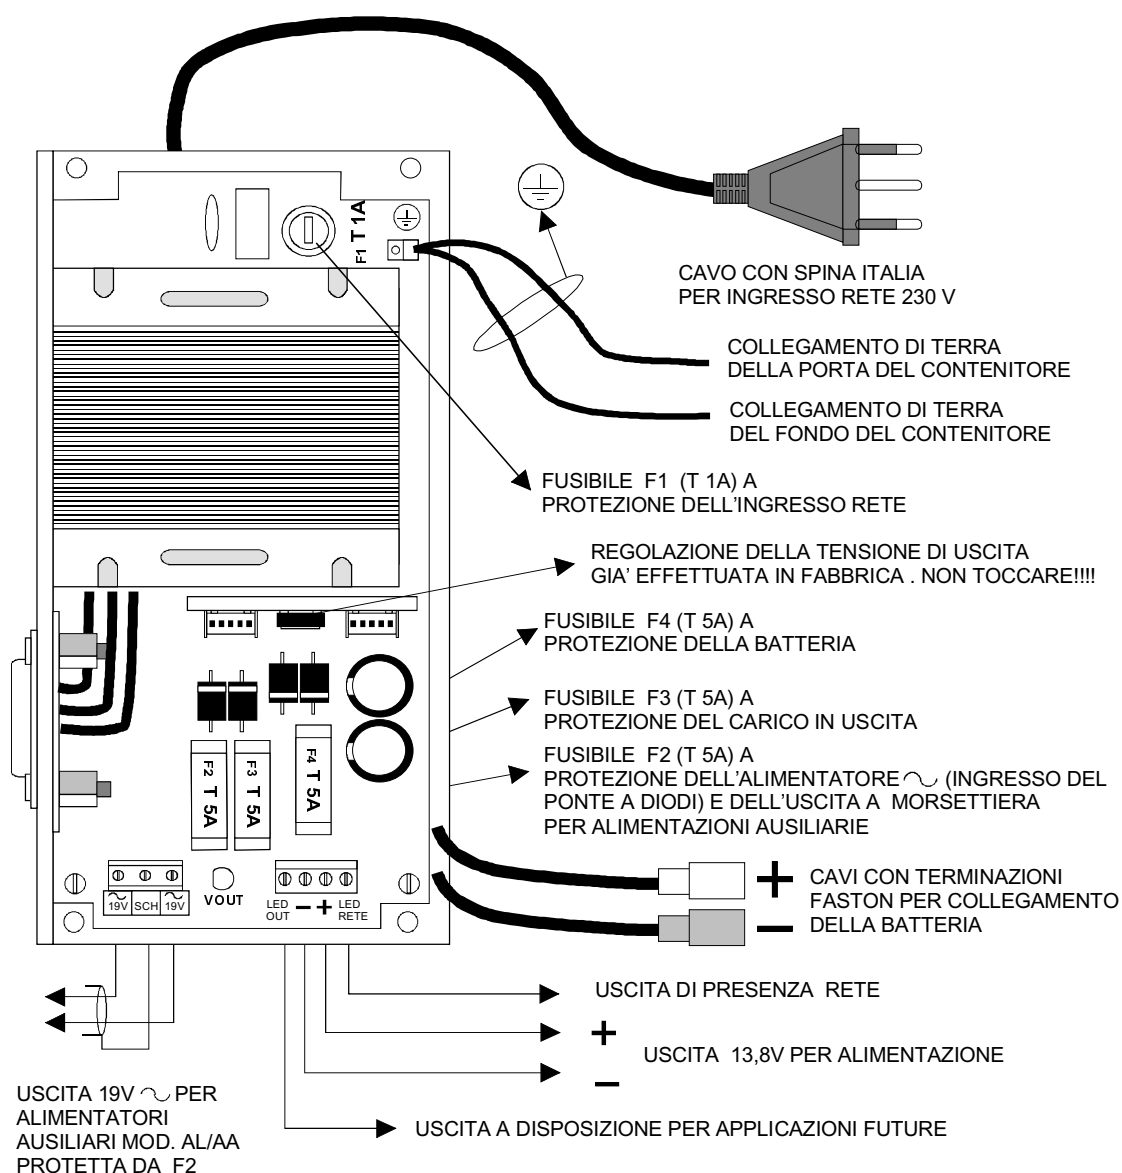 F1 T 1A
CAVO CON SPINA ITALIA
PER INGRESSO RETE 230 V
COLLEGAMENTO DI TERRA
DELLA PORTA DEL CONTENITORE
COLLEGAMENTO DI TERRA
DEL FONDO DEL CONTENITORE
FUSIBILE F1 (T 1A) A
PROTEZIONE DELL'INGRESSO RETE
REGOLAZIONE DELLA TENSIONE DI USCITA
GIA' EFFETTUATA IN FABBRICA . NON TOCCARE!!!!
FUSIBILE F4 (T 5A) A
PROTEZIONE DELLA BATTERIA
FUSIBILE F3 (T 5A) A
PROTEZIONE DEL CARICO IN USCITA
FUSIBILE F2 (T 5A) A
PROTEZIONE DELL'ALIMENTATORE (INGRESSO DEL
PONTE A DIODI) E DELL'USCITA A MORSETTIERA
PER ALIMENTAZIONI AUSILIARIE
F2 T 5A
F3 T 5A
F4 T 5A
19V SCH 19V
VOUT
LED
OUT
− +
LED
RETE
+
−
CAVI CON TERMINAZIONI
FASTON PER COLLEGAMENTO
DELLA BATTERIA
USCITA DI PRESENZA RETE
+
USCITA 13,8V PER ALIMENTAZIONE
−
USCITA A DISPOSIZIONE PER APPLICAZIONI FUTURE
USCITA 19V PER
ALIMENTATORI
AUSILIARI MOD. AL/AA
PROTETTA DA F2